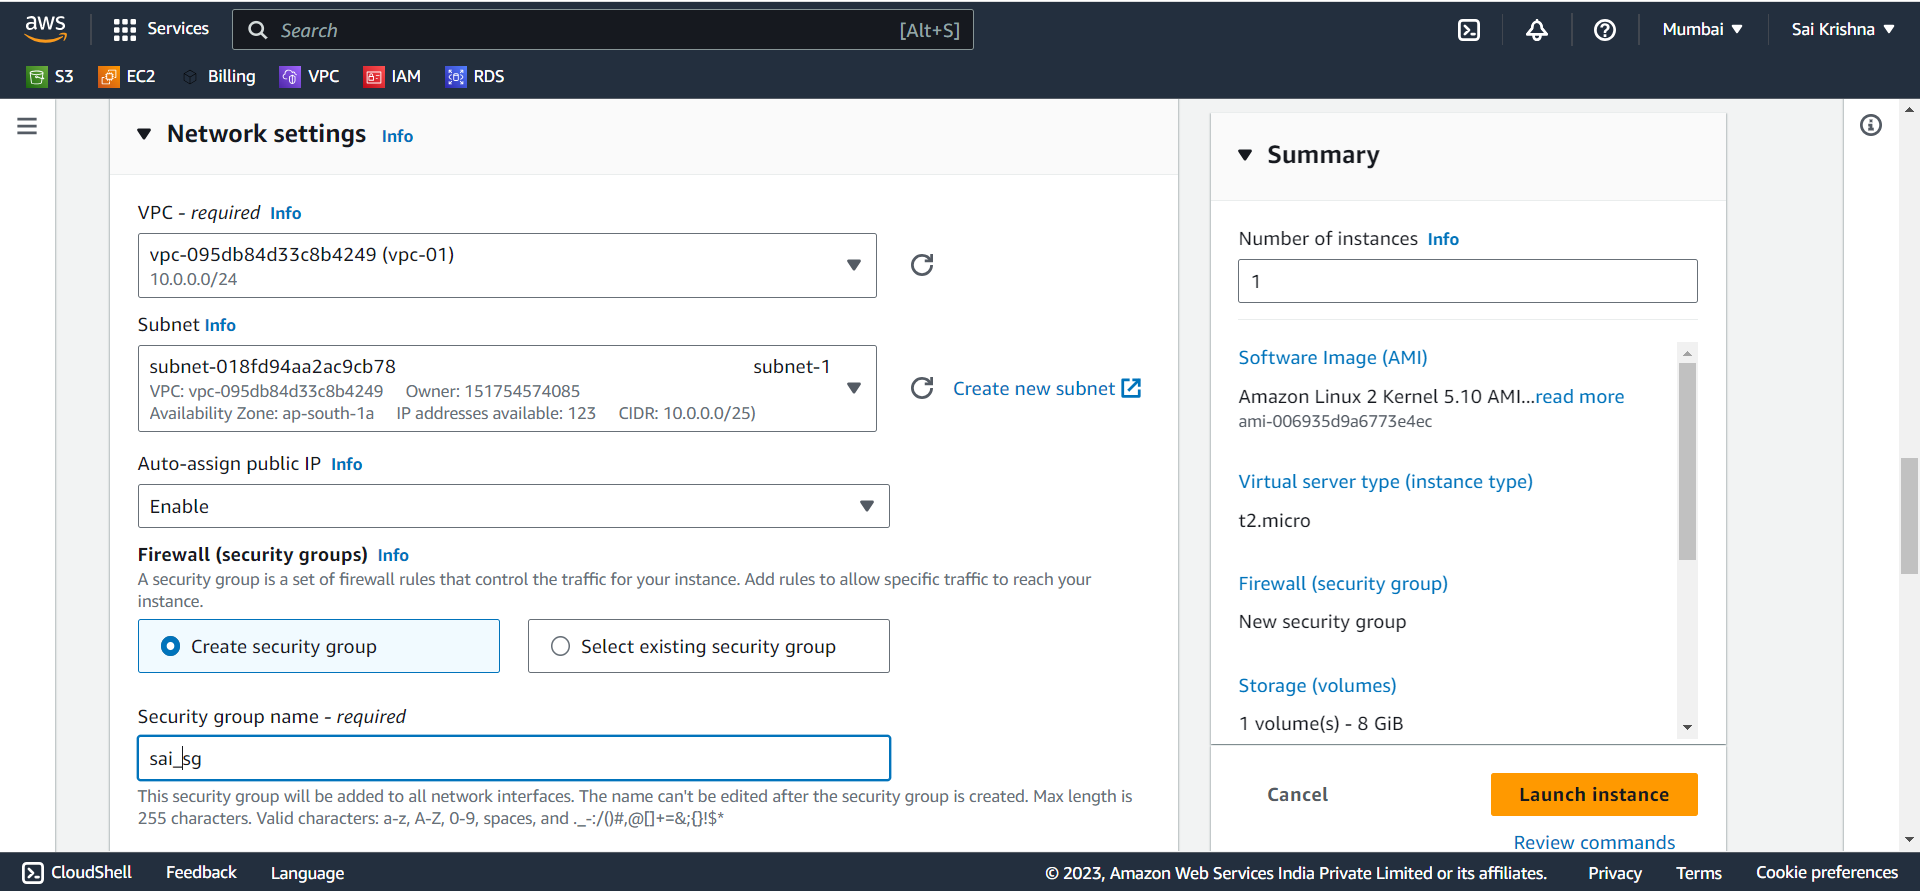 aws
Services
Search
[Alt+S]
Mumbai ▼
Sai Krishna ▼
S3
EC2
Billing
VPC
IAM
RDS
▼ Network settings Info
VPC - required Info
vpc-095db84d33c8b4249 (vpc-01)
10.0.0.0/24
Subnet Info
subnet-018fd94aa2ac9cb78 subnet-1
VPC: vpc-095db84d33c8b4249 Owner: 151754574085
Availability Zone: ap-south-1a IP addresses available: 123 CIDR: 10.0.0.0/25)
Create new subnet
Auto-assign public IP Info
Enable
Firewall (security groups) Info
A security group is a set of firewall rules that control the traffic for your instance. Add rules to allow specific traffic to reach your
instance.
Create security group
Select existing security group
Security group name - required
sai_sg
This security group will be added to all network interfaces. The name can't be edited after the security group is created. Max length is
255 characters. Valid characters: a-z, A-Z, 0-9, spaces, and ._-:/()#,@[]+=&;{}!$*
▼ Summary
Number of instances Info
1
Software Image (AMI)
Amazon Linux 2 Kernel 5.10 AMI...read more
ami-006935d9a6773e4ec
Virtual server type (instance type)
t2.micro
Firewall (security group)
New security group
Storage (volumes)
1 volume(s) - 8 GiB
Cancel
Launch instance
Review commands
CloudShell
Feedback
Language
© 2023, Amazon Web Services India Private Limited or its affiliates.
Privacy
Terms
Cookie preferences